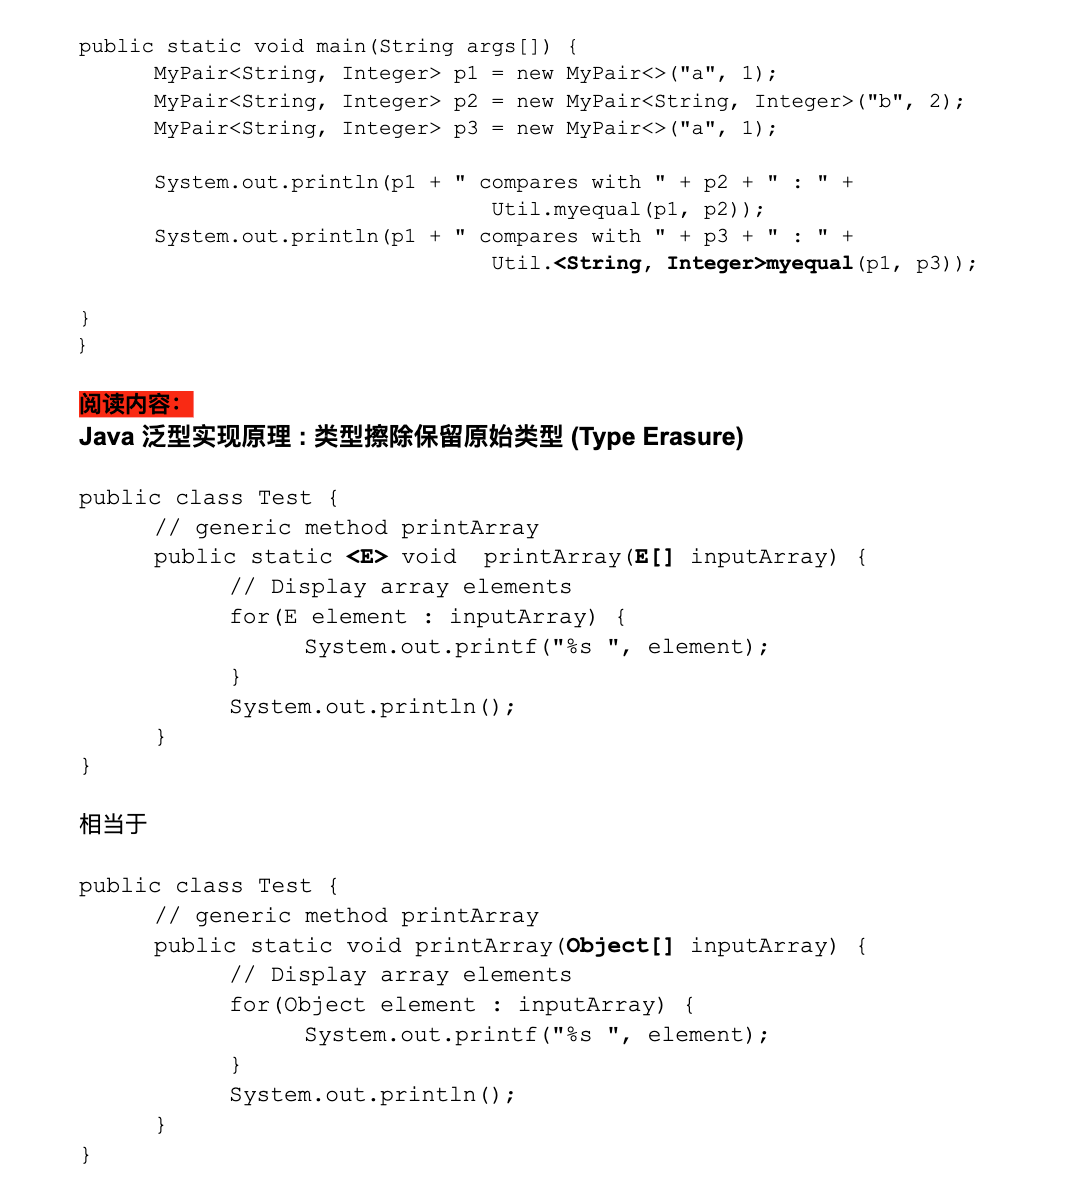 public static void main(String args[]) {
MyPair<String, Integer> p1 = new MyPair<>("a", 1);
MyPair<String, Integer> p2 = new MyPair<String, Integer>("b", 2);
MyPair<String, Integer> p3 = new MyPair<>("a", 1);
System.out.println(p1 + " compares with " + p2 + " : " +
Util.myequal(p1, p2));
System.out.println(p1 + " compares with " + p3 + " : " +
Util.<String, Integer>myequal(p1, p3));
}
}
阅读内容：
Java 泛型实现原理 : 类型擦除保留原始类型 (Type Erasure)
public class Test {
// generic method printArray
public static <E> void  printArray(E[] inputArray) {
// Display array elements
for(E element : inputArray) {
System.out.printf("%s ", element);
}
System.out.println();
}
}
相当于
public class Test {
// generic method printArray
public static void printArray(Object[] inputArray) {
// Display array elements
for(Object element : inputArray) {
System.out.printf("%s ", element);
}
System.out.println();
}
}